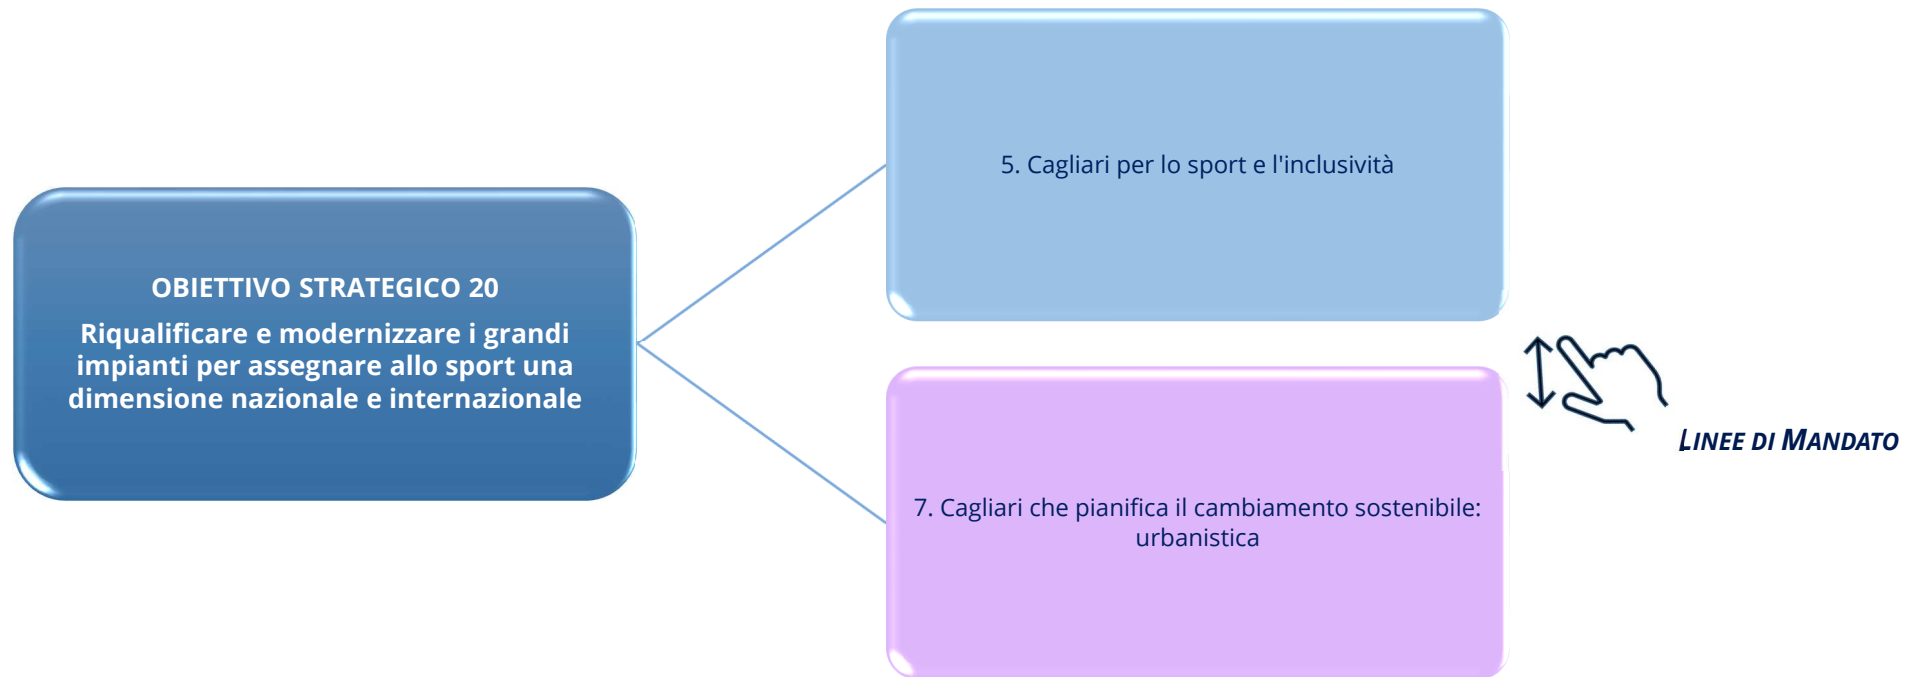 OBIETTIVO STRATEGICO 20
Riqualificare e modernizzare i grandi
impianti per assegnare allo sport una
dimensione nazionale e internazionale
5. Cagliari per lo sport e l'inclusività
7. Cagliari che pianifica il cambiamento sostenibile:
urbanistica
LINEE DI MANDATO